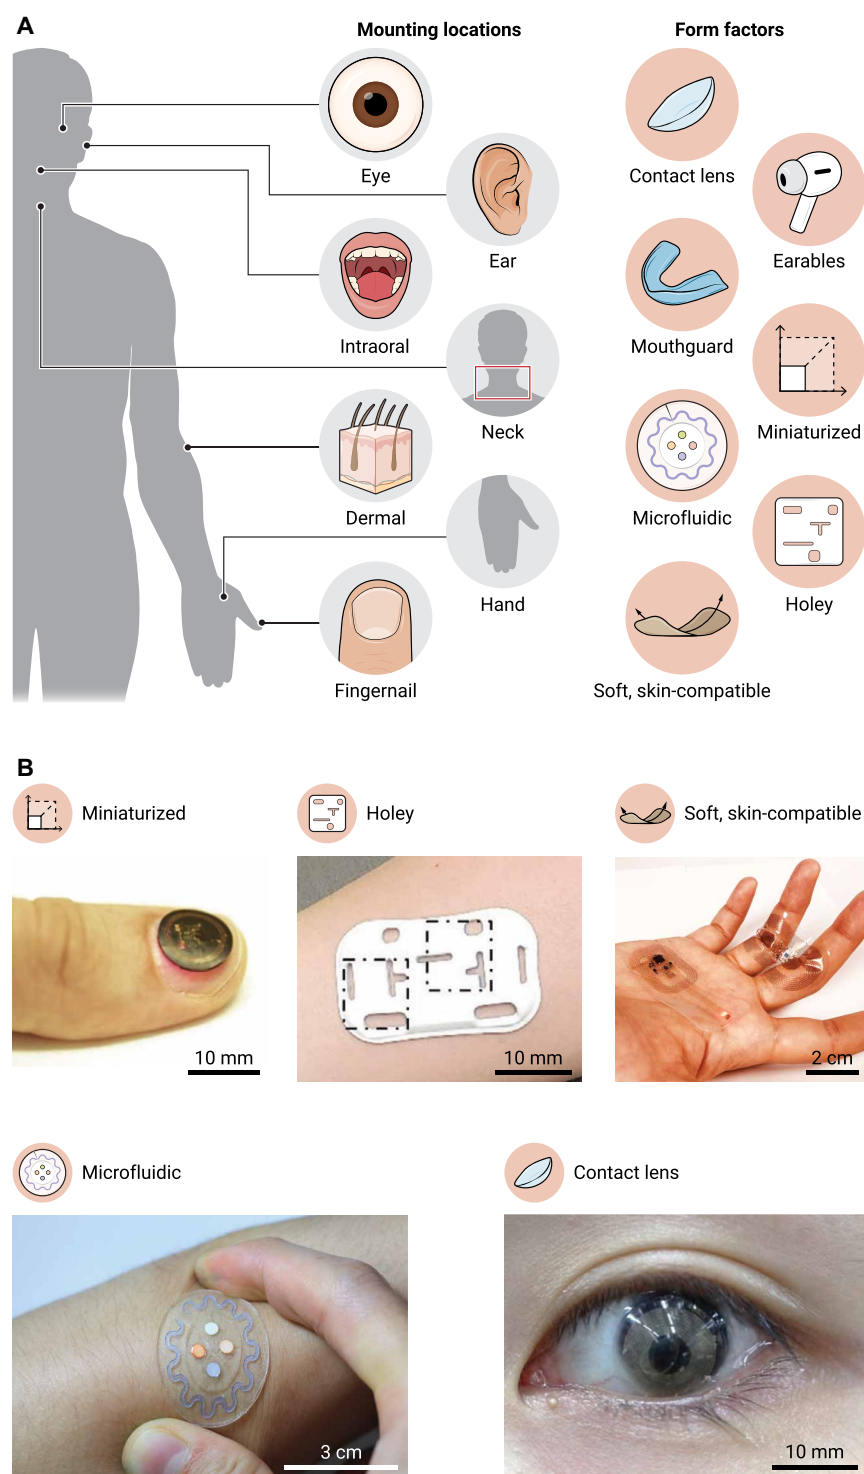 A
Mounting locations
Form factors
Eye
Contact lens
Ear
Earables
Intraoral
Mouthguard
Neck
Miniaturized
Dermal
Microfluidic
Hand
Holey
Fingernail
Soft, skin-compatible
B
Miniaturized
Holey
Soft, skin-compatible
10 mm
10 mm
2 cm
Microfluidic
Contact lens
3 cm
10 mm